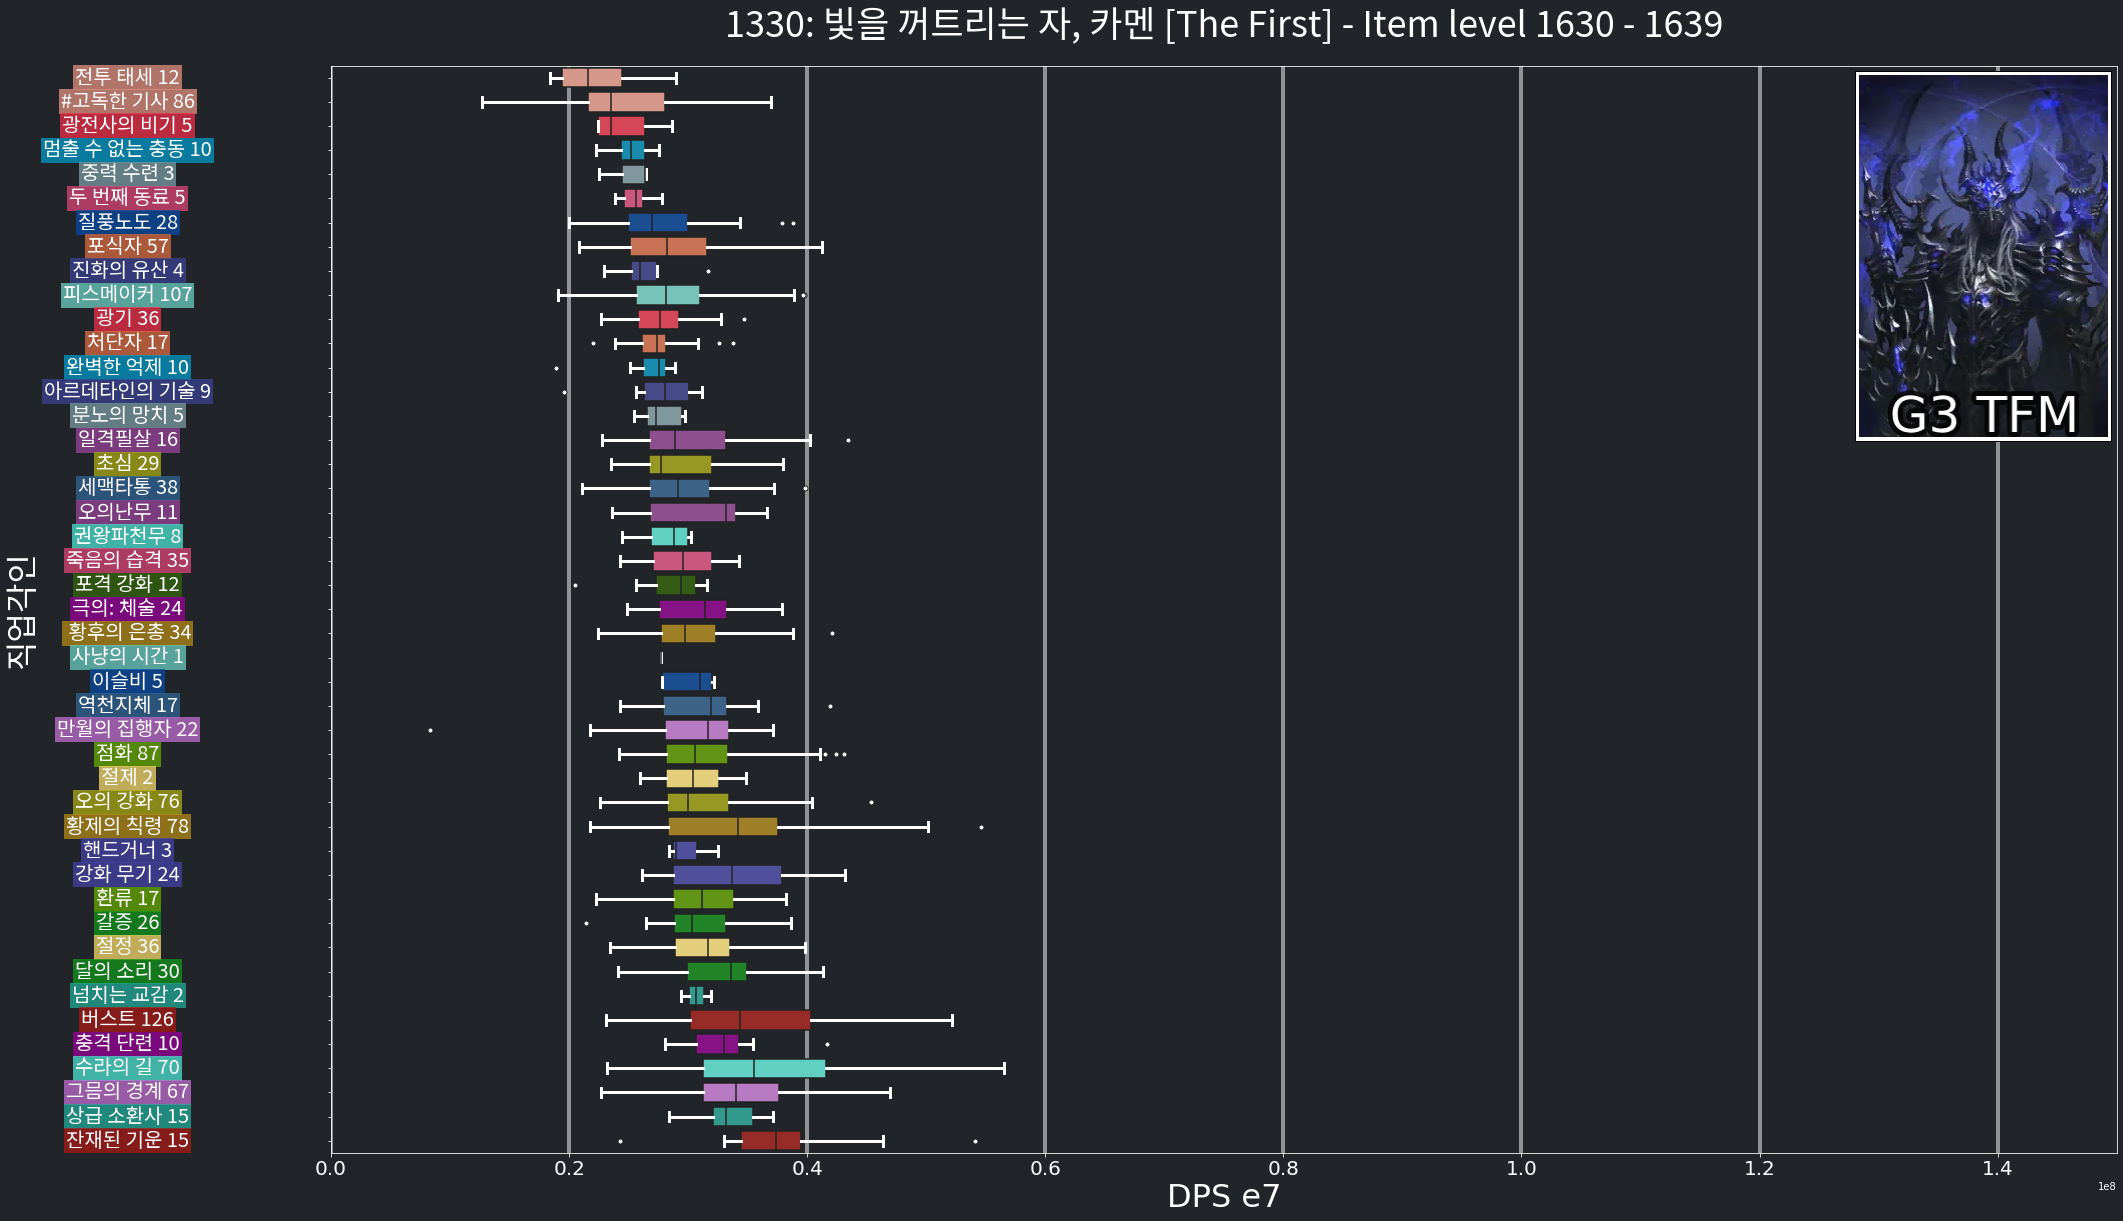 1330: 빛을 꺼트리는 자, 카멘 [The First] - Item level 1630 - 1639
직업각인
전투 태세 12
#고독한 기사 86
광전사의 비기 5
멈출 수 없는 충동 10
중력 수련 3
두 번째 동료 5
질풍노도 28
포식자 57
진화의 유산 4
피스메이커 107
광기 36
처단자 17
완벽한 억제 10
아르데타인의 기술 9
분노의 망치 5
일격필살 16
초심 29
세맥타통 38
오의난무 11
권왕파천무 8
죽음의 습격 35
포격 강화 12
극의: 체술 24
황후의 은총 34
사냥의 시간 1
이슬비 5
역천지체 17
만월의 집행자 22
점화 87
절제 2
오의 강화 76
황제의 칙령 78
핸드거너 3
강화 무기 24
환류 17
갈증 26
절정 36
달의 소리 30
넘치는 교감 2
버스트 126
충격 단련 10
수라의 길 70
그믐의 경계 67
상급 소환사 15
잔재된 기운 15
G3 TFM
0.0 0.2 0.4 0.6 0.8 1.0 1.2 1.4
1e8
DPS e7